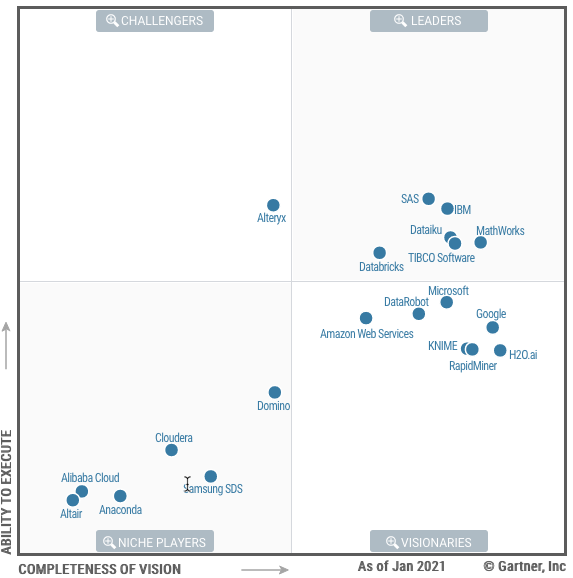 CHALLENGERS
LEADERS
SAS
IBM
Alteryx
Dataiku
MathWorks
TIBCO Software
Databricks
Microsoft
DataRobot
Google
Amazon Web Services
KNIME
H2O.ai
RapidMiner
Domino
Cloudera
Alibaba Cloud
Samsung SDS
Altair
Anaconda
NICHE PLAYERS
VISIONARIES
ABILITY TO EXECUTE
COMPLETENESS OF VISION
As of Jan 2021
© Gartner, Inc